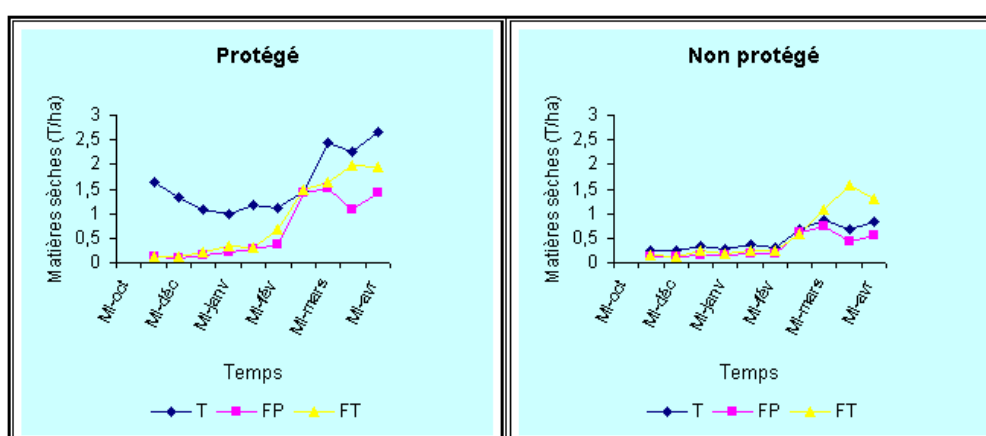 Protégé
Matières sèches (T/ha)
3
2,5
2
1,5
1
0,5
0
Mi-oct
Mi-déc
Mi-janv
Mi-fév
Mi-mars
Mi-avr
Temps
T FP FT
Non protégé
Matières sèches (T/ha)
3
2,5
2
1,5
1
0,5
0
Mi-oct
Mi-déc
Mi-janv
Mi-fév
Mi-mars
Mi-avr
Temps
T FP FT